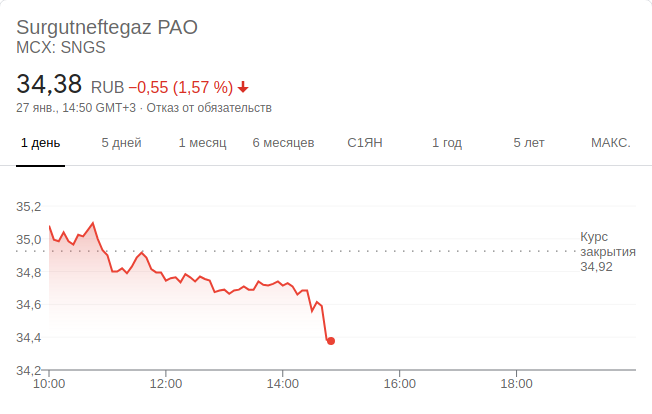 Surgutneftegaz PAO
MCX: SNGS
34,38 RUB −0,55 (1,57 %)
27 янв., 14:50 GMT+3 · Отказ от обязательств
1 день 5 дней 1 месяц 6 месяцев С1ЯН 1 год 5 лет МАКС.
35,2
35,0
34,8
34,6
34,4
34,2
Курс
закрытия
34,92
10:00 12:00 14:00 16:00 18:00